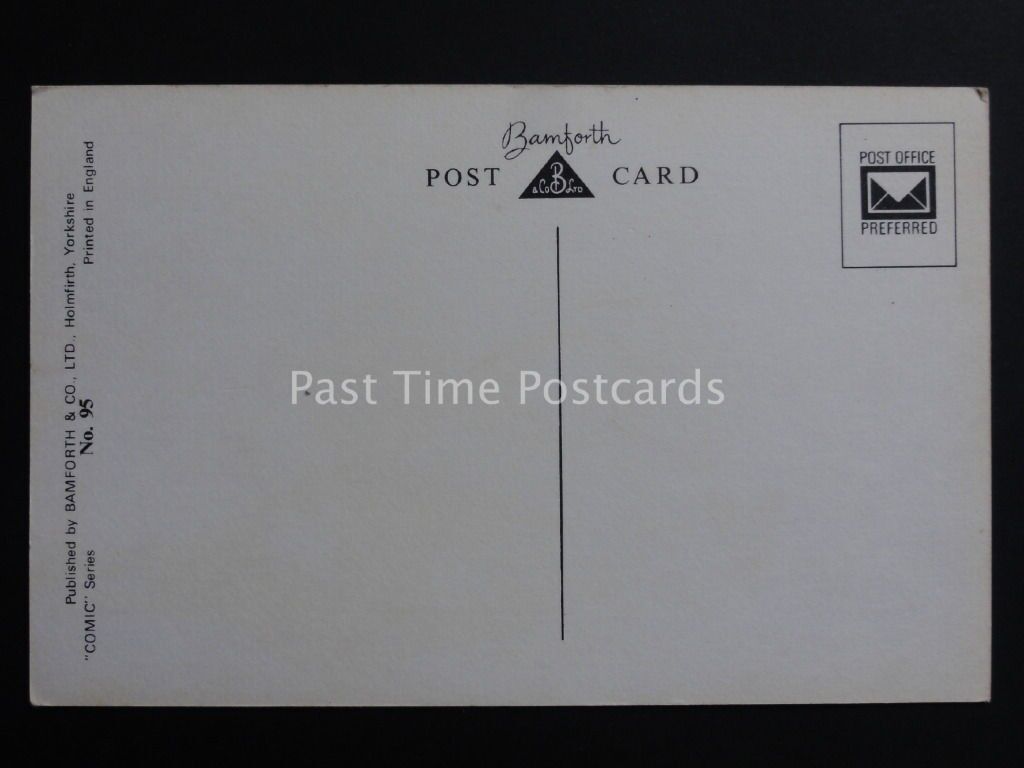 Bamforth
POST CARD
B
& Co Ltd
POST OFFICE
PREFERRED
Published by BAMFORTH & CO., LTD., Holmfirth, Yorkshire
"COMIC" Series No. 95 Printed in England
Past Time Postcards